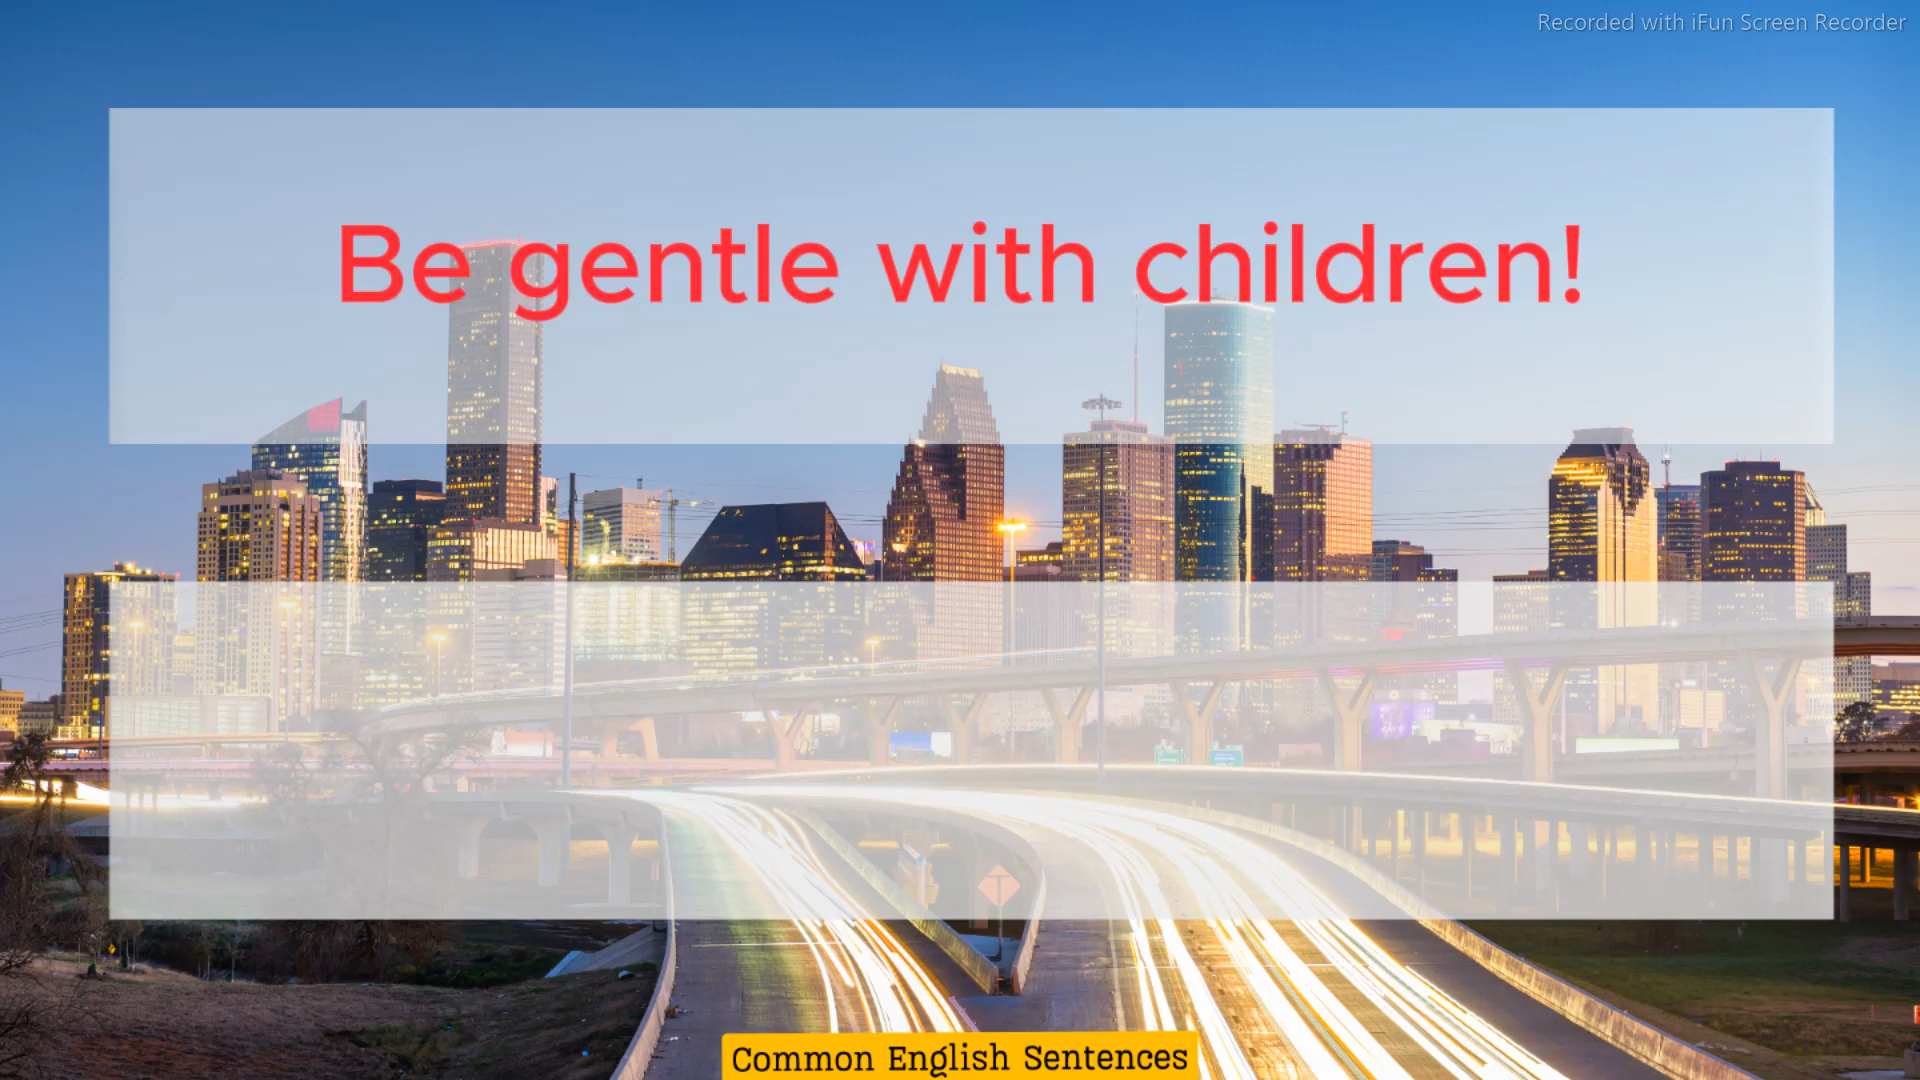 Recorded with iFun Screen Recorder
Be gentle with children!
Common English Sentences